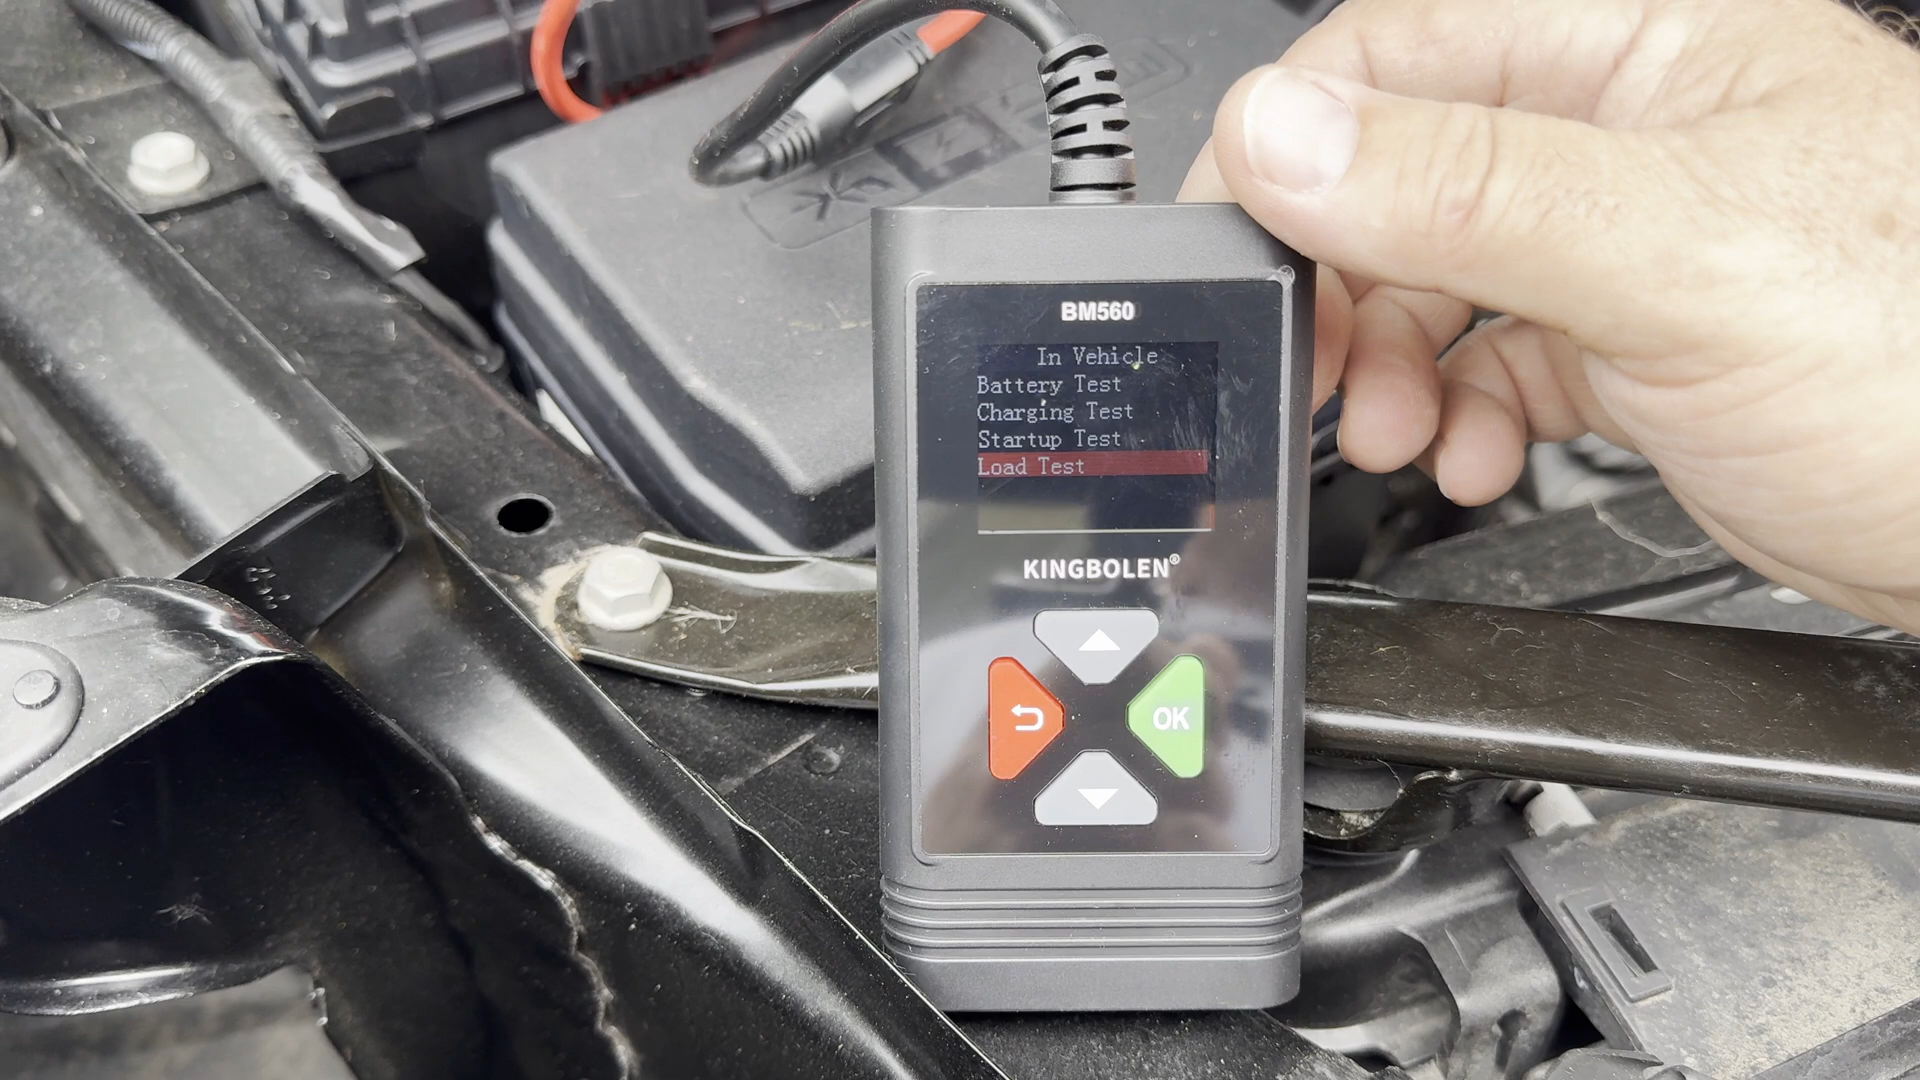 BM560
In Vehicle
Battery Test
Charging Test
Startup Test
Load Test
KINGBOLEN®
OK